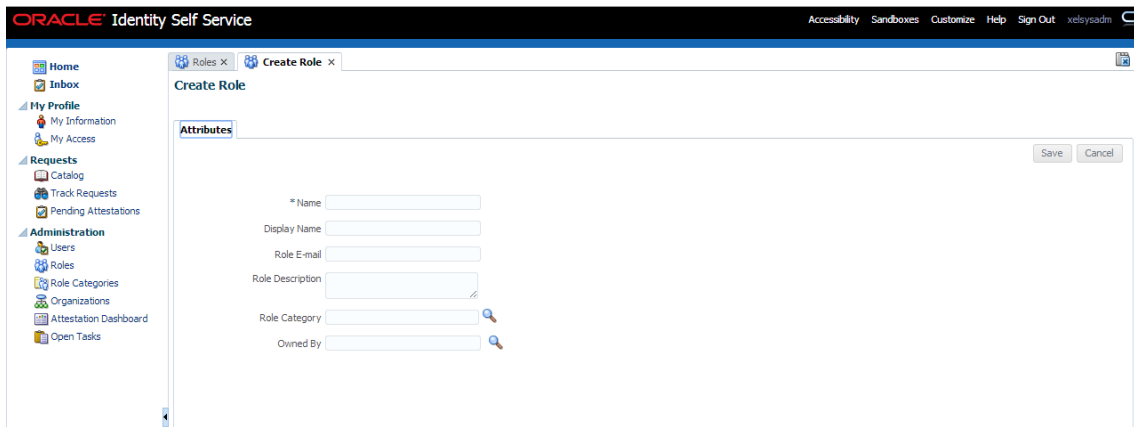 ORACLE Identity Self Service
Accessibility Sandboxes Customize Help Sign Out xelsysadm
Home
Inbox
My Profile
My Information
My Access
Requests
Catalog
Track Requests
Pending Attestations
Administration
Users
Roles
Role Categories
Organizations
Attestation Dashboard
Open Tasks
Roles × Create Role ×
Create Role
Attributes
Save Cancel
* Name
Display Name
Role E-mail
Role Description
Role Category
Owned By